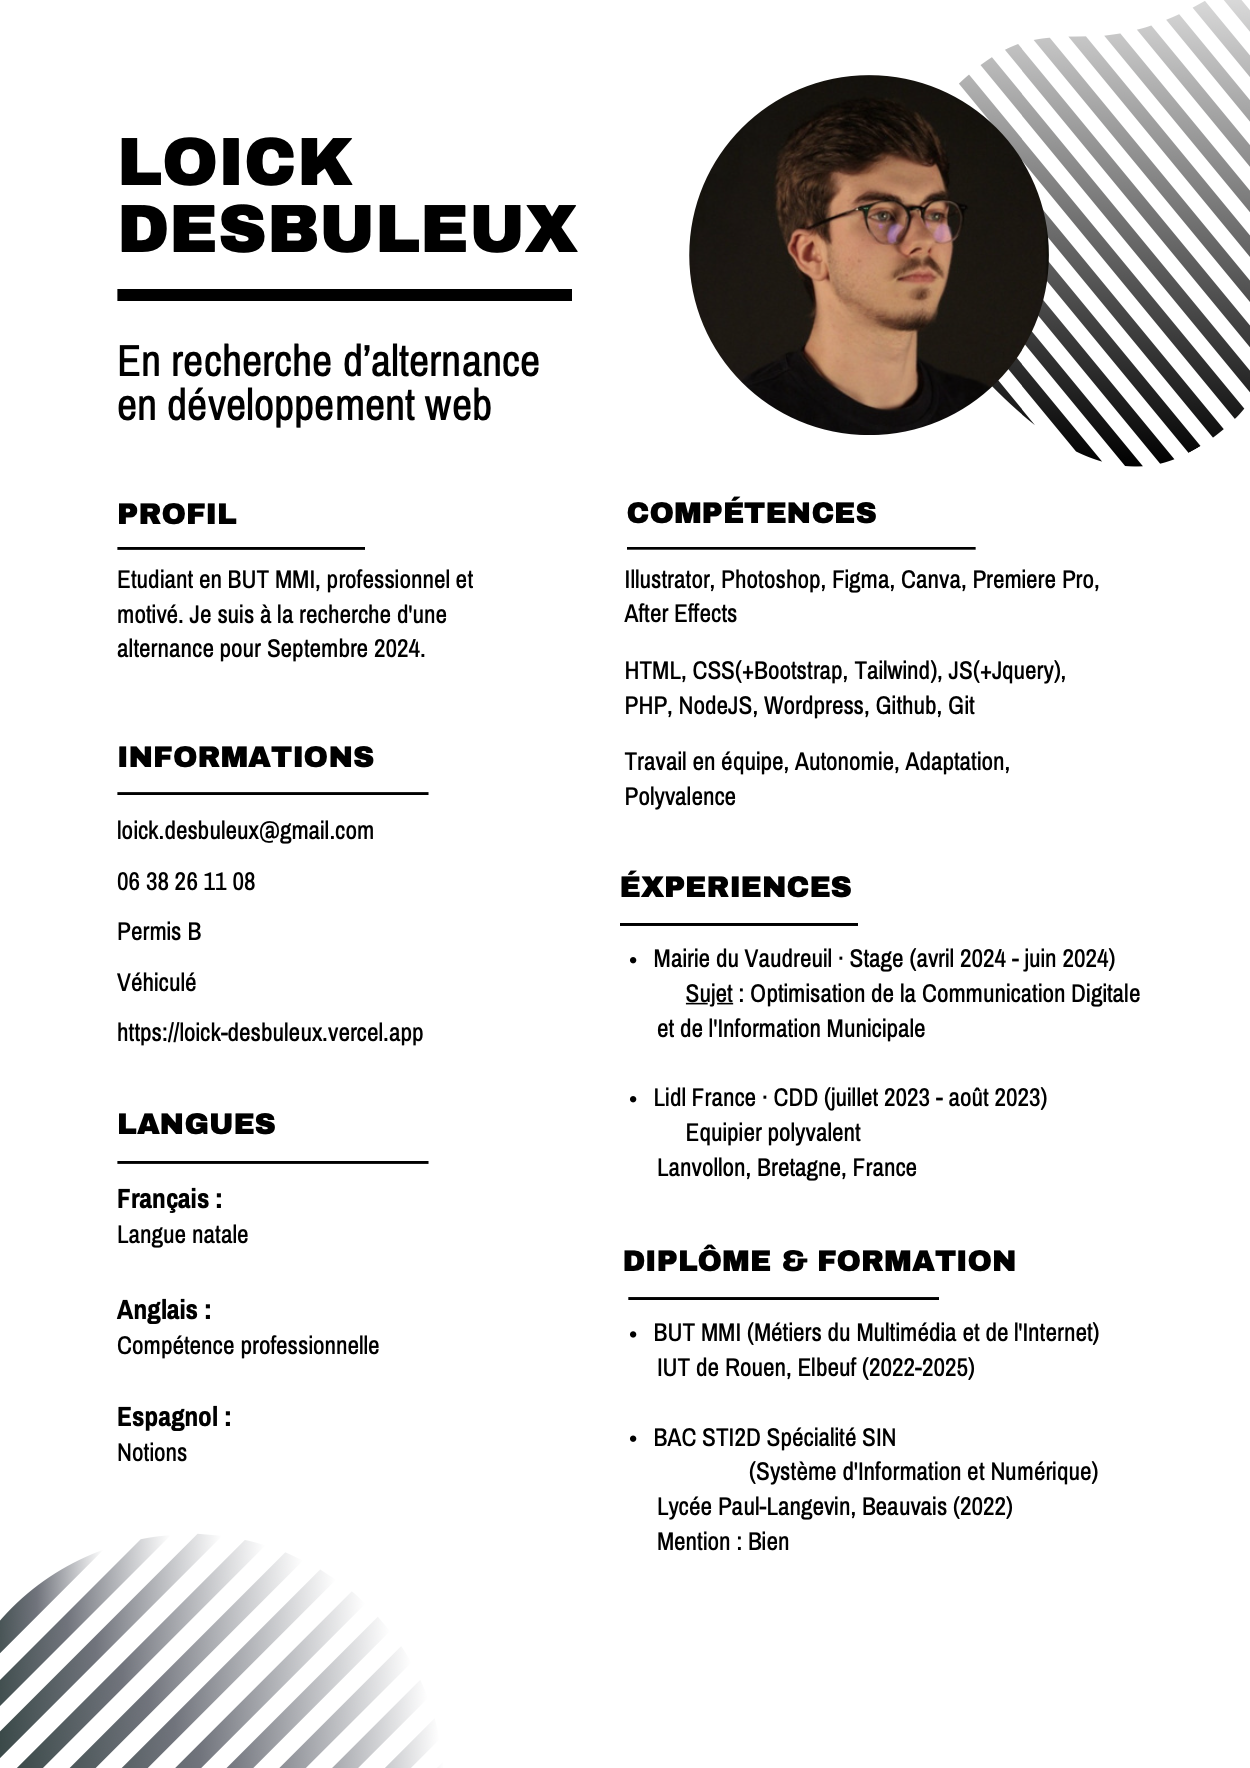 LOICK
DESBULEUX
En recherche d’alternance
en développement web
PROFIL
Etudiant en BUT MMI, professionnel et
motivé. Je suis à la recherche d'une
alternance pour Septembre 2024.
INFORMATIONS
loick.desbuleux@gmail.com
06 38 26 11 08
Permis B
Véhiculé
https://loick-desbuleux.vercel.app
LANGUES
Français :
Langue natale
Anglais :
Compétence professionnelle
Espagnol :
Notions
COMPÉTENCES
Illustrator, Photoshop, Figma, Canva, Premiere Pro,
After Effects
HTML, CSS(+Bootstrap, Tailwind), JS(+Jquery),
PHP, NodeJS, Wordpress, Github, Git
Travail en équipe, Autonomie, Adaptation,
Polyvalence
ÉXPERIENCES
• Mairie du Vaudreuil · Stage (avril 2024 - juin 2024)
Sujet : Optimisation de la Communication Digitale
et de l'Information Municipale
• Lidl France · CDD (juillet 2023 - août 2023)
Equipier polyvalent
Lanvollon, Bretagne, France
DIPLÔME & FORMATION
• BUT MMI (Métiers du Multimédia et de l'Internet)
IUT de Rouen, Elbeuf (2022-2025)
• BAC STI2D Spécialité SIN
(Système d'Information et Numérique)
Lycée Paul-Langevin, Beauvais (2022)
Mention : Bien